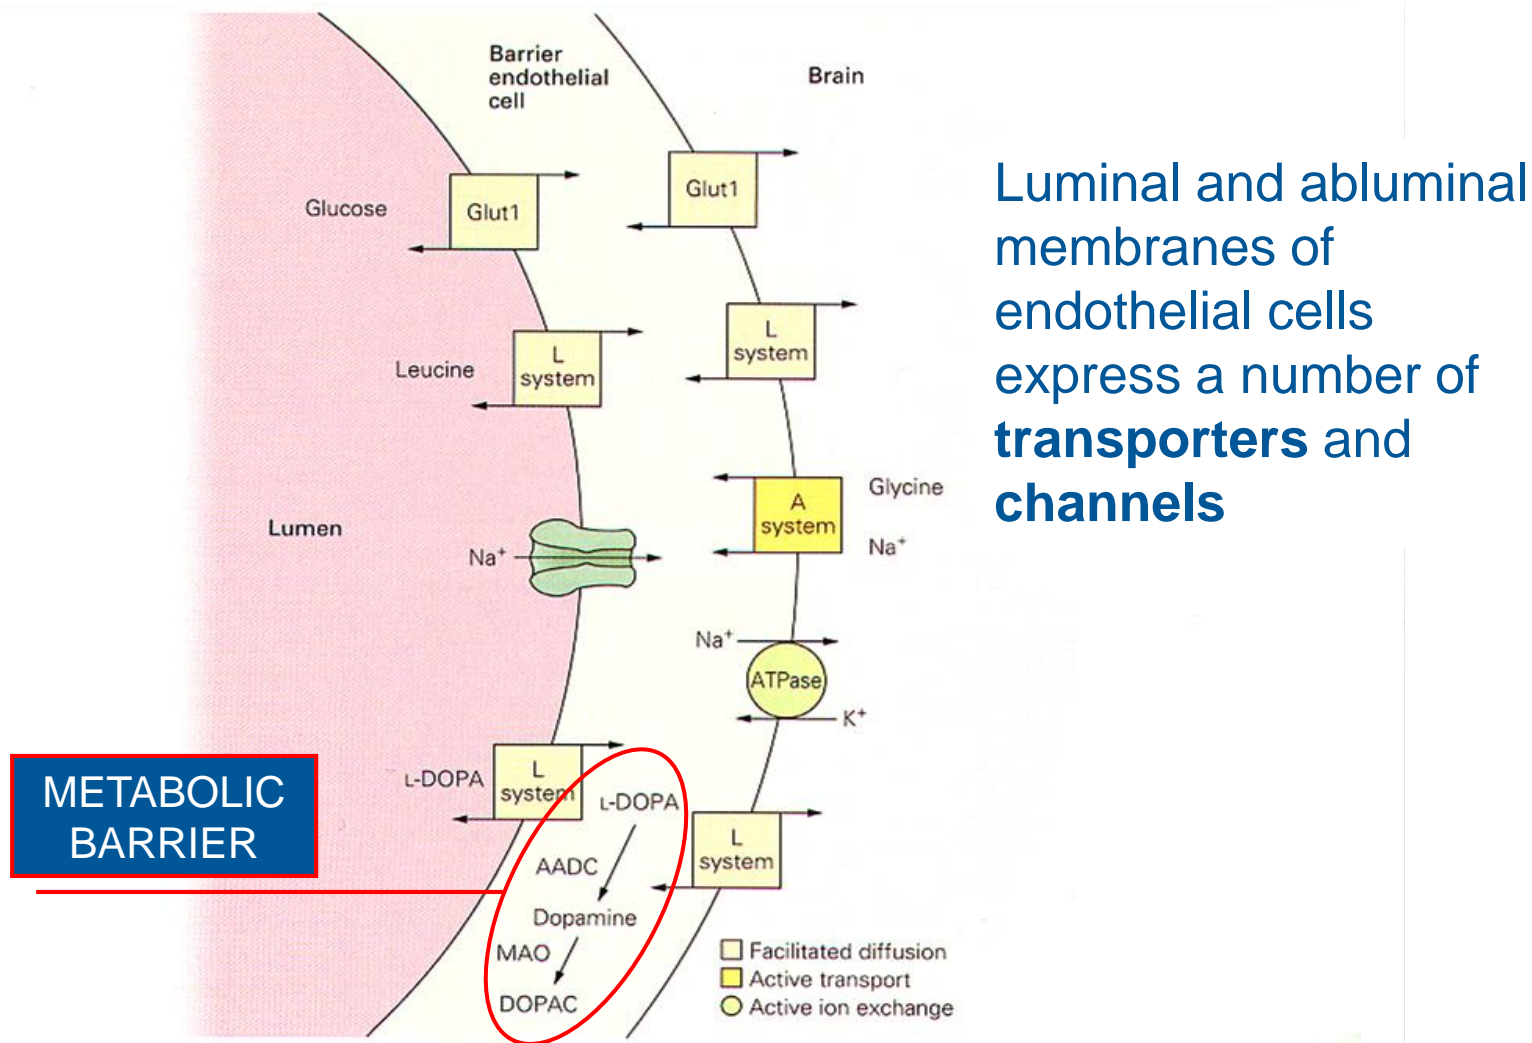 Barrier
endothelial
cell
Brain
Glucose
Glut1
Glut1
Leucine
L
system
L
system
Lumen
Na⁺
A
system
Glycine
Na⁺
Na⁺
ATPase
K⁺
L-DOPA
L
system
L-DOPA
AADC
Dopamine
MAO
DOPAC
L
system
METABOLIC
BARRIER
Facilitated diffusion
Active transport
Active ion exchange
Luminal and abluminal
membranes of
endothelial cells
express a number of
transporters and
channels